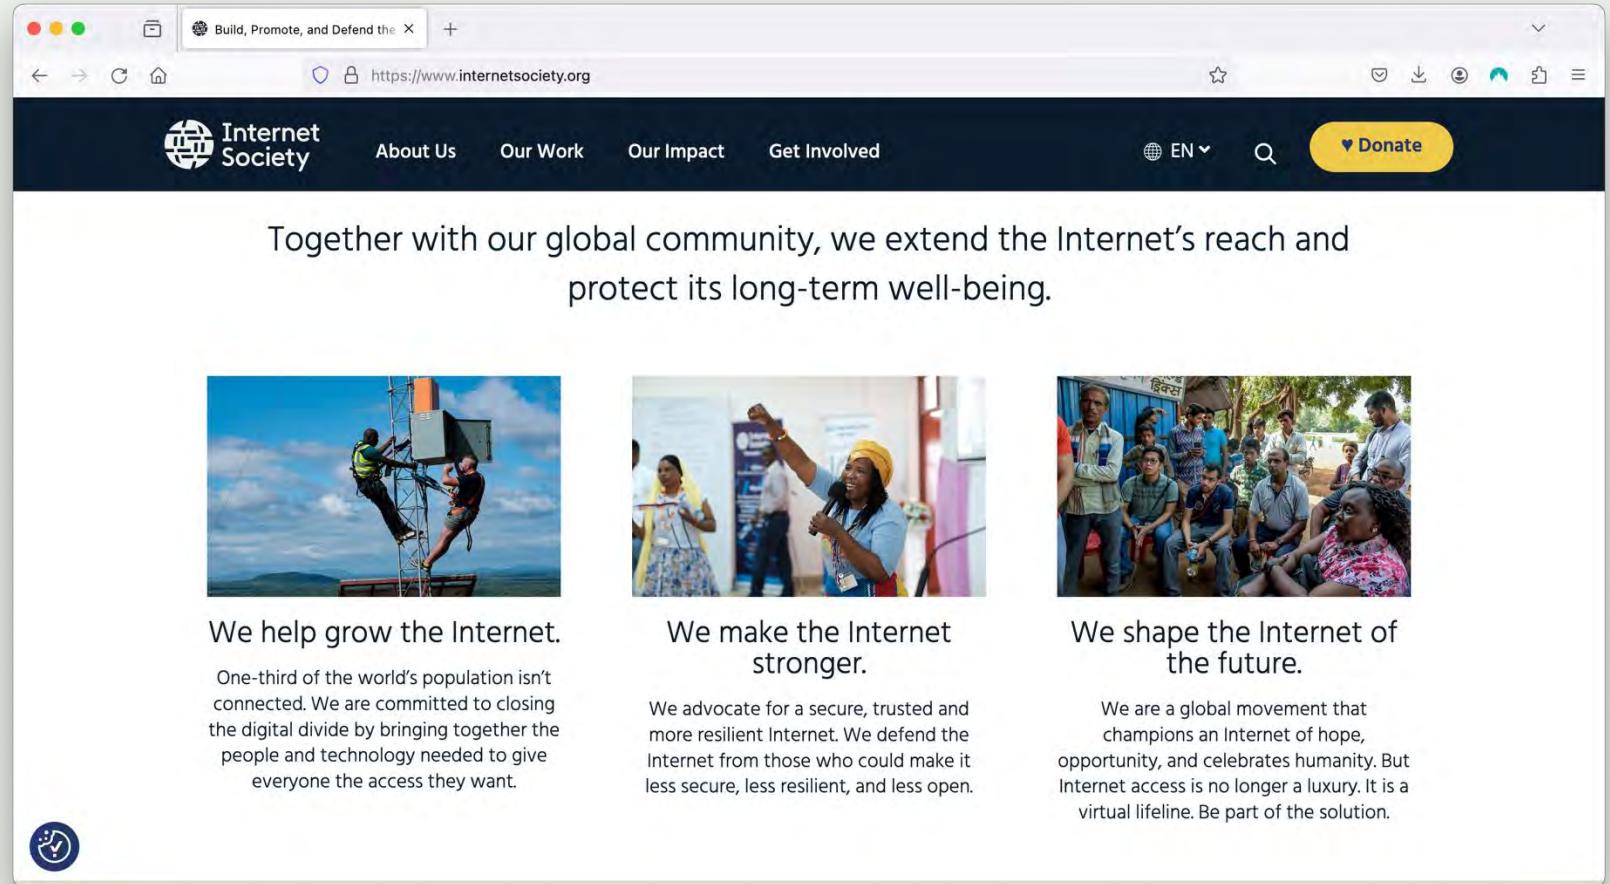 Build, Promote, and Defend the
https://www.internetsociety.org
Internet
Society
About Us
Our Work
Our Impact
Get Involved
EN
♥ Donate
Together with our global community, we extend the Internet’s reach and
protect its long-term well-being.
डिक्स
We help grow the Internet.
One-third of the world’s population isn’t
connected. We are committed to closing
the digital divide by bringing together the
people and technology needed to give
everyone the access they want.
We make the Internet
stronger.
We advocate for a secure, trusted and
more resilient Internet. We defend the
Internet from those who could make it
less secure, less resilient, and less open.
We shape the Internet of
the future.
We are a global movement that
champions an Internet of hope,
opportunity, and celebrates humanity. But
Internet access is no longer a luxury. It is a
virtual lifeline. Be part of the solution.